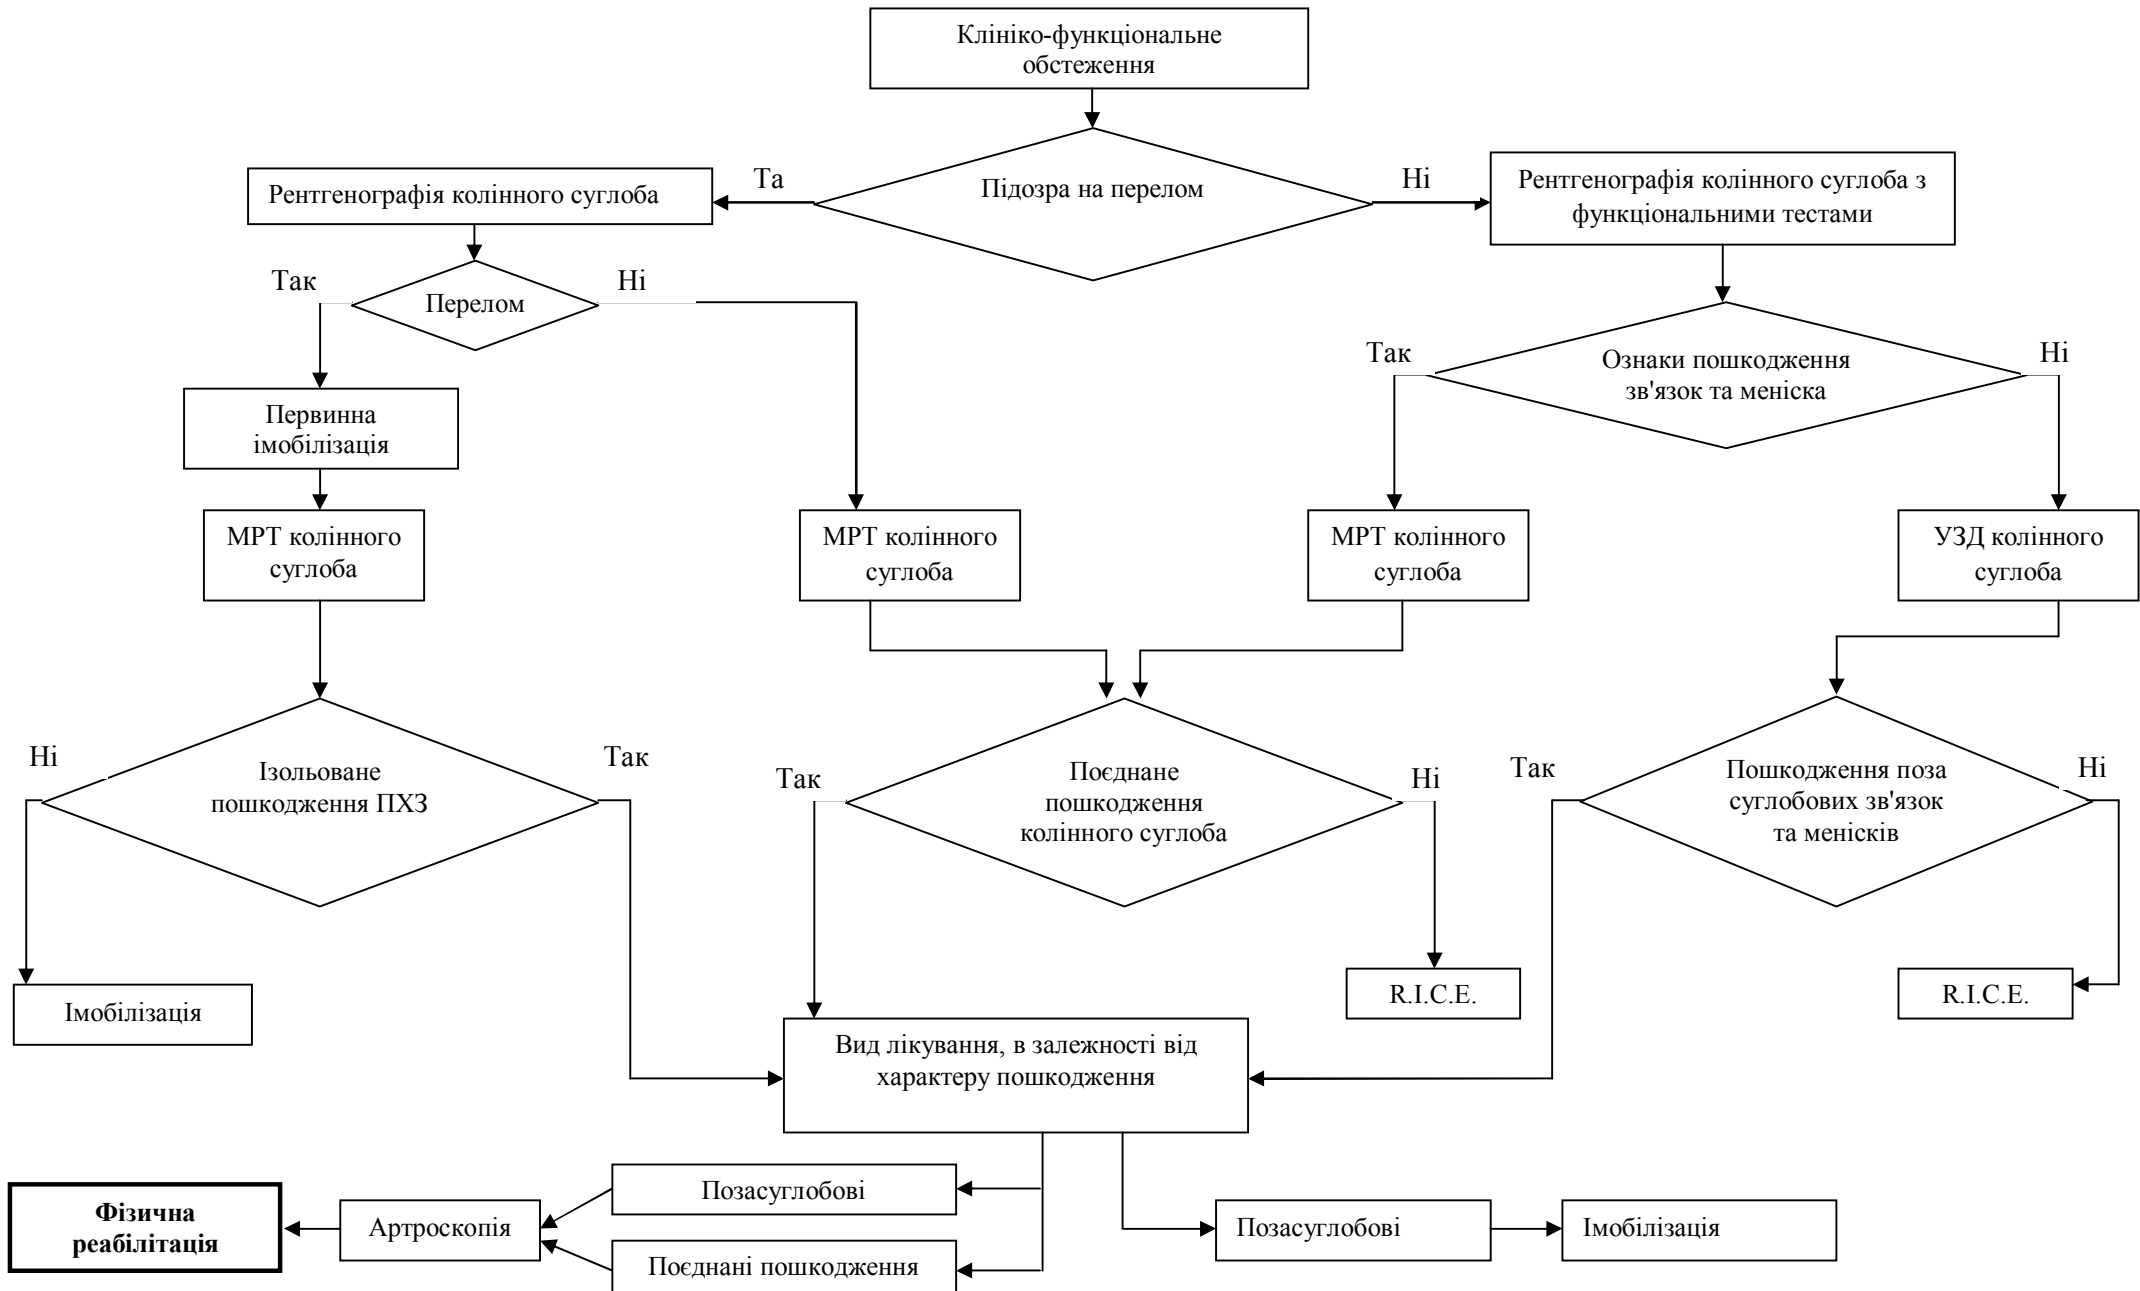 Клініко-функціональне
обстеження
Та
Підозра на перелом
Ні
Рентгенографія колінного суглоба
Рентгенографія колінного суглоба з
функціональними тестами
Так
Перелом
Ні
Так
Ознаки пошкодження
зв'язок та меніска
Ні
Первинна
імобілізація
МРТ колінного
суглоба
МРТ колінного
суглоба
МРТ колінного
суглоба
УЗД колінного
суглоба
Ні
Ізольоване
пошкодження ПХЗ
Так
Так
Поєднане
пошкодження
колінного суглоба
Ні
Так
Пошкодження поза
суглобових зв'язок
та менісків
Ні
Імобілізація
R.I.C.E.
R.I.C.E.
Вид лікування, в залежності від
характеру пошкодження
Фізична
реабілітація
Артроскопія
Позасуглобові
Поєднані пошкодження
Позасуглобові
Імобілізація